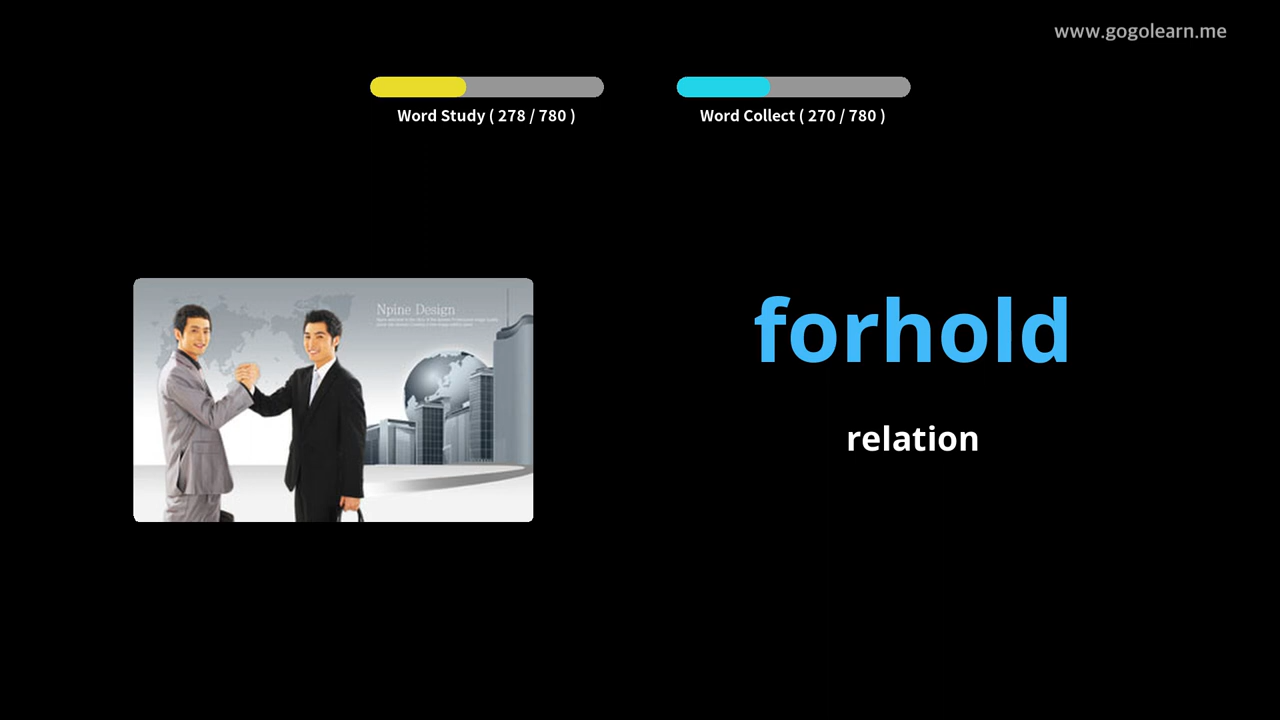 www.gogolearn.me
Word Study ( 278 / 780 )
Word Collect ( 270 / 780 )
Npine Design
forhold
relation